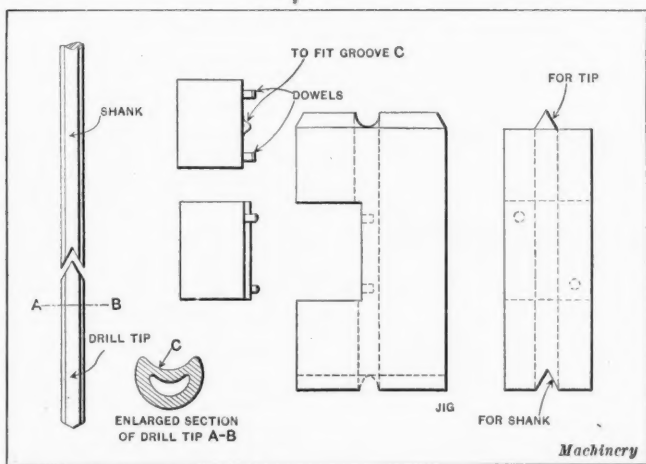 TO FIT GROOVE C
FOR TIP
SHANK
DOWELS
A B
C
DRILL TIP
ENLARGED SECTION
OF DRILL TIP A-B
JIG
FOR SHANK
Machinery